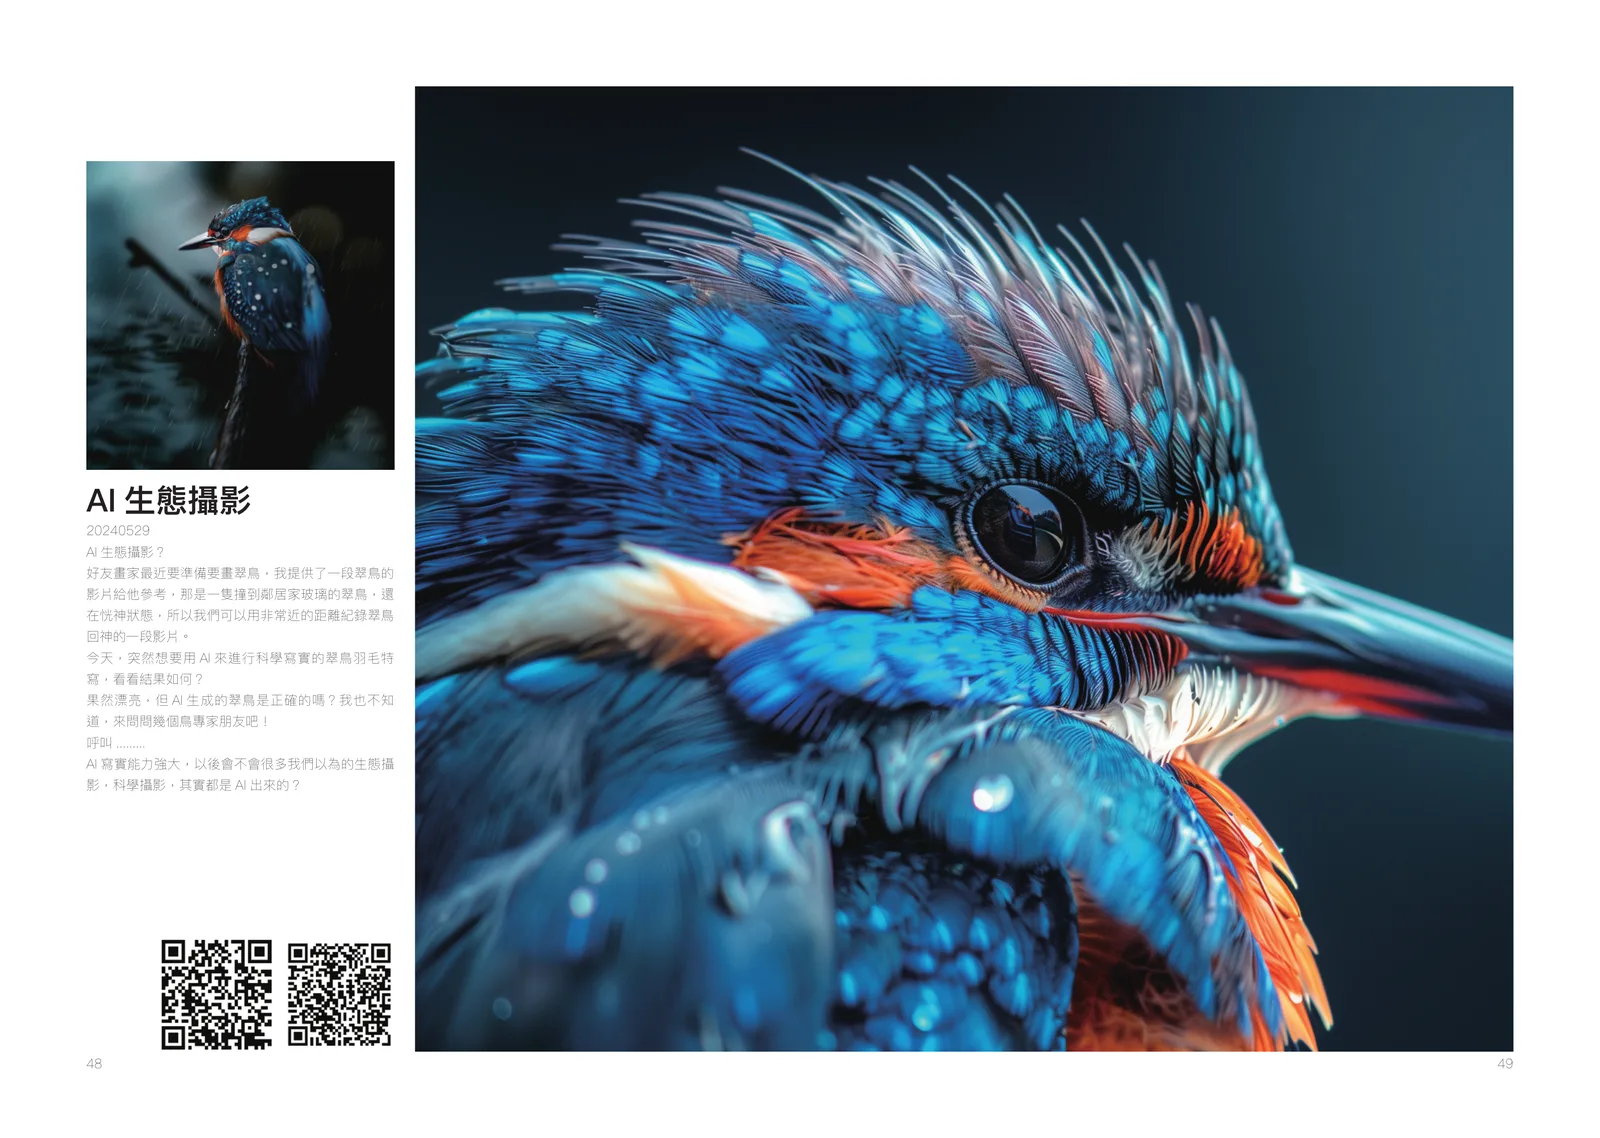 AI 生態攝影
20240529
AI 生態攝影？
好友畫家最近要準備要畫翠鳥，我提供了一段翠鳥的
影片給他參考，那是一隻撞到鄰居家玻璃的翠鳥，還
在恍神狀態，所以我們可以用非常近的距離紀錄翠鳥
回神的一段影片。
今天，突然想要用 AI 來進行科學寫實的翠鳥羽毛特
寫，看看結果如何？
果然漂亮，但 AI 生成的翠鳥是正確的嗎？我也不知
道，來問問幾個鳥專家朋友吧！
呼叫 .........
AI 寫實能力強大，以後會不會很多我們以為的生態攝
影，科學攝影，其實都是 AI 出來的？
48
49